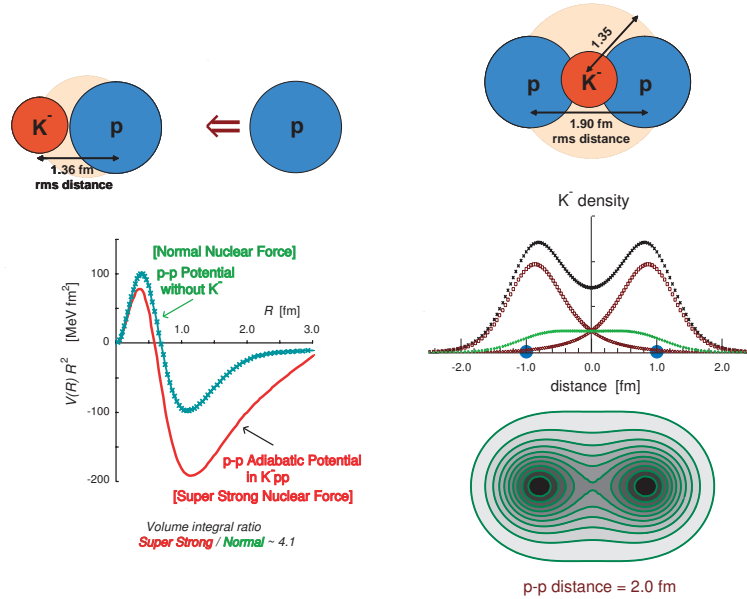 K⁻
p
p
1.36 fm
rms distance
1.35
p
K⁻
p
1.90 fm
rms distance
[Normal Nuclear Force]
p-p Potential
without K⁻
R [fm]
1.0
2.0
3.0
100
0
-100
-200
V(R) R² [MeV fm²]
p-p Adiabatic Potential
in K⁻pp
[Super Strong Nuclear Force]
Volume integral ratio
Super Strong / Normal ~ 4.1
K⁻ density
-2.0
-1.0
0.0
1.0
2.0
distance [fm]
p-p distance = 2.0 fm